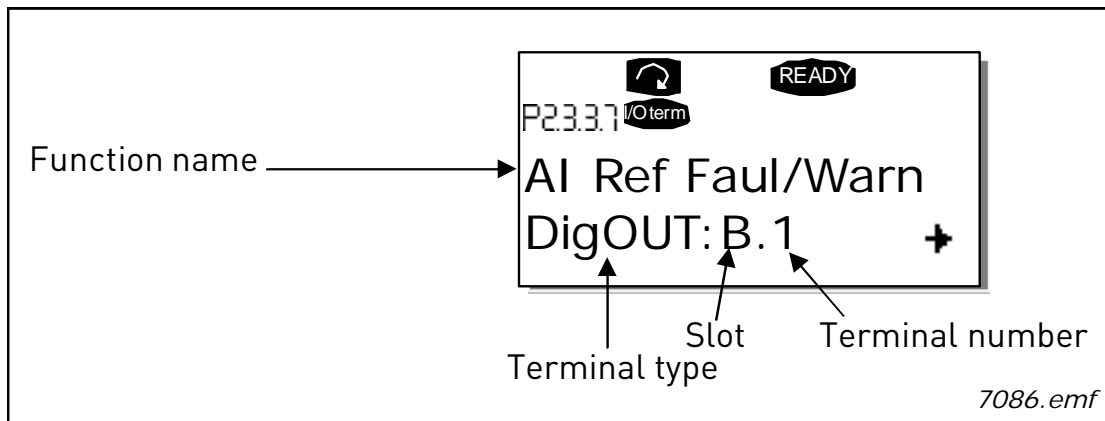 READY
P2.3.3.7 I/Oterm
Function name
AI Ref Faul/Warn
DigOUT:B.1
Slot
Terminal number
Terminal type
7086.emf